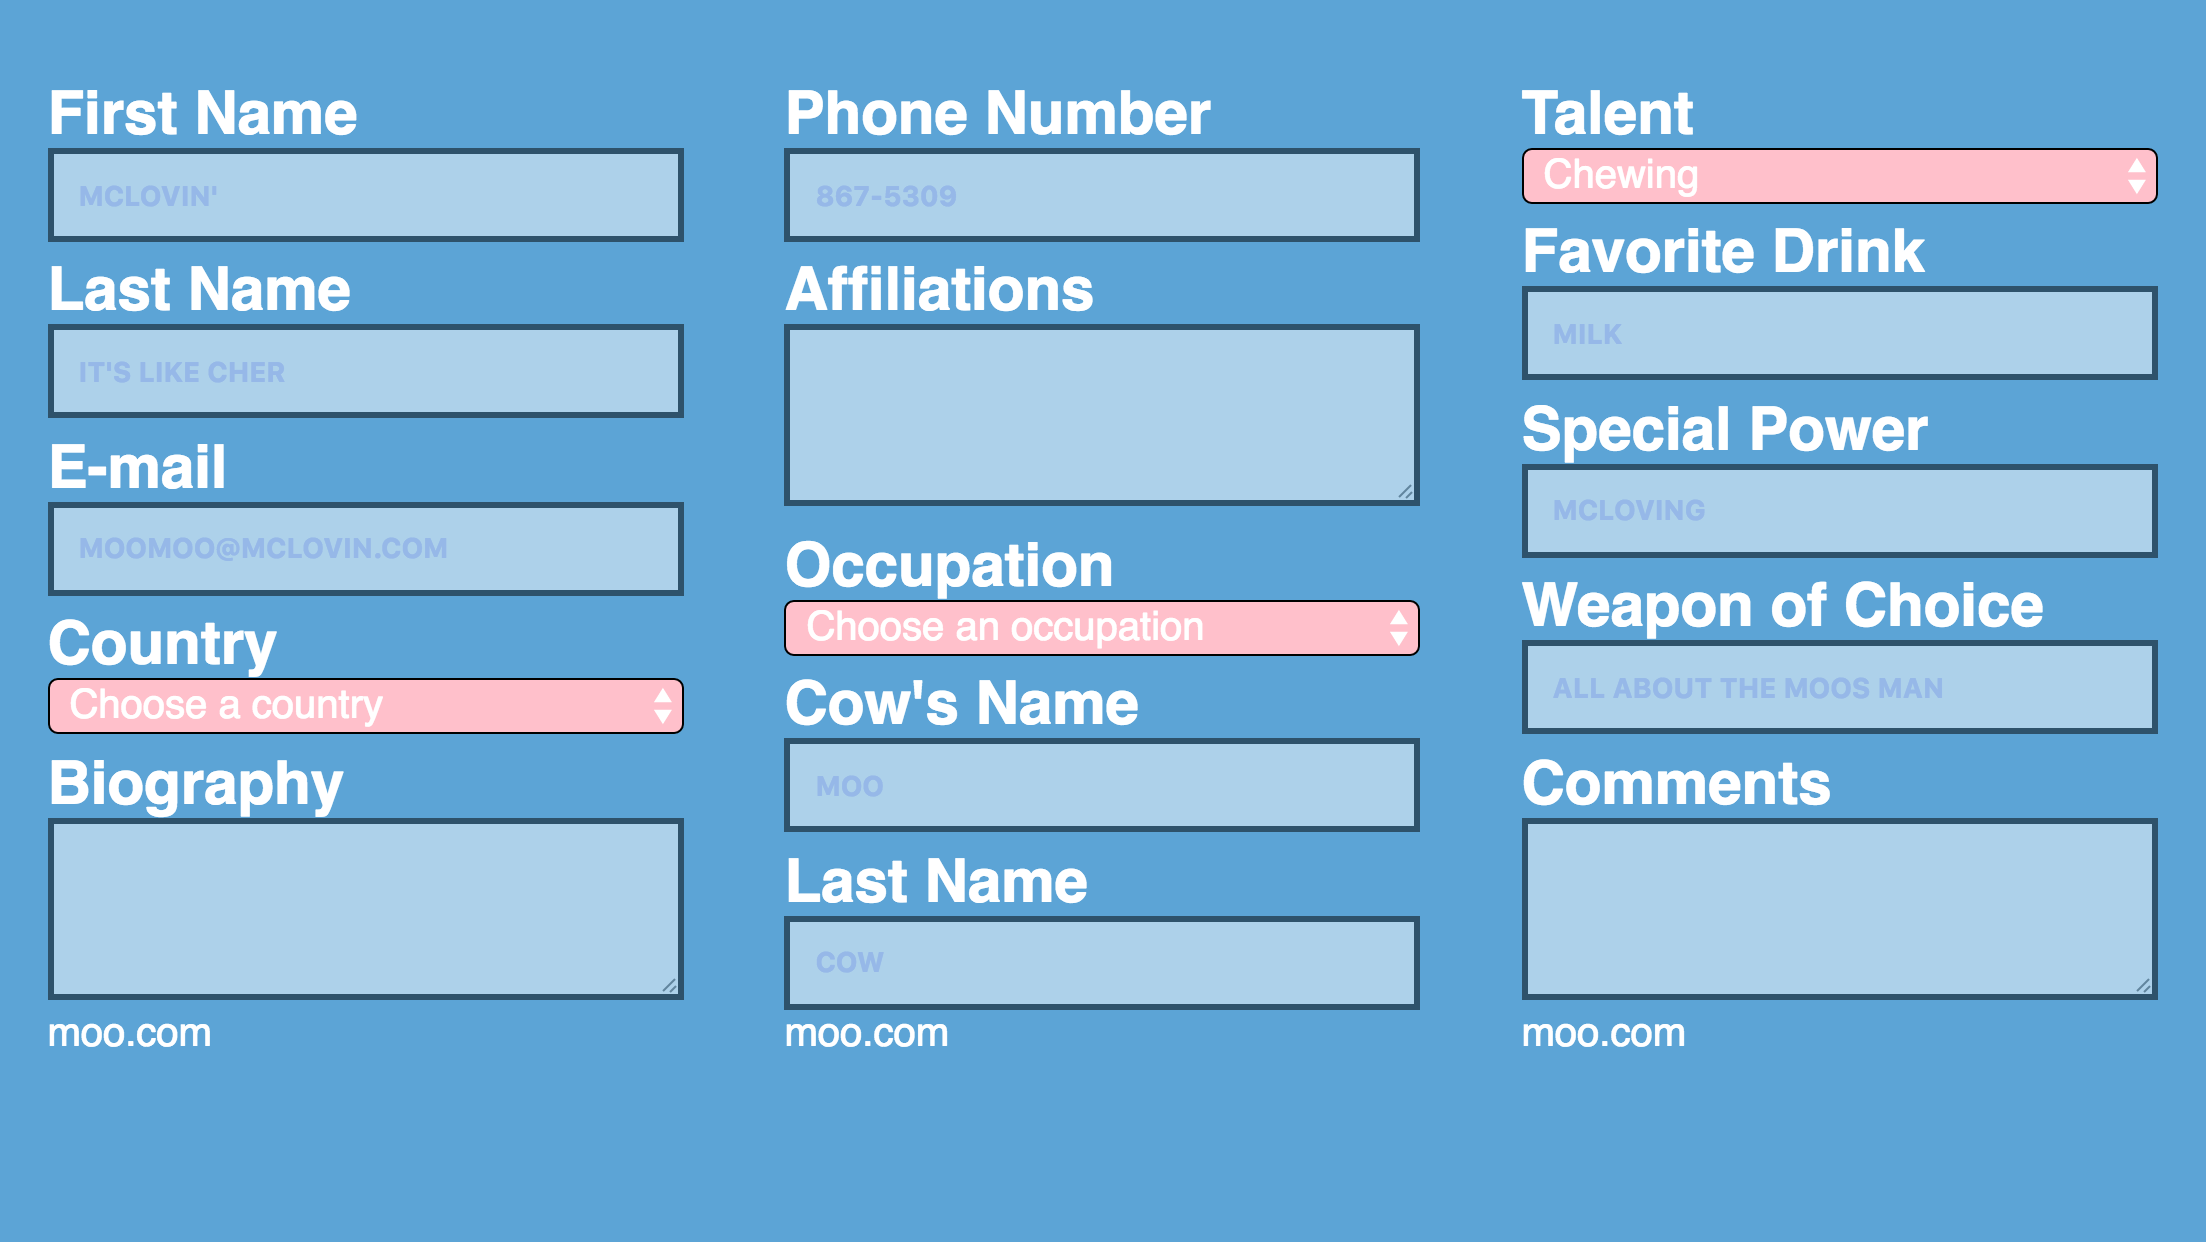 First Name
MCLOVIN'
Last Name
IT'S LIKE CHER
E-mail
MOOMOO@MCLOVIN.COM
Country
Choose a country
Biography
moo.com
Phone Number
867-5309
Affiliations
Occupation
Choose an occupation
Cow's Name
MOO
Last Name
COW
moo.com
Talent
Chewing
Favorite Drink
MILK
Special Power
MCLOVING
Weapon of Choice
ALL ABOUT THE MOOS MAN
Comments
moo.com